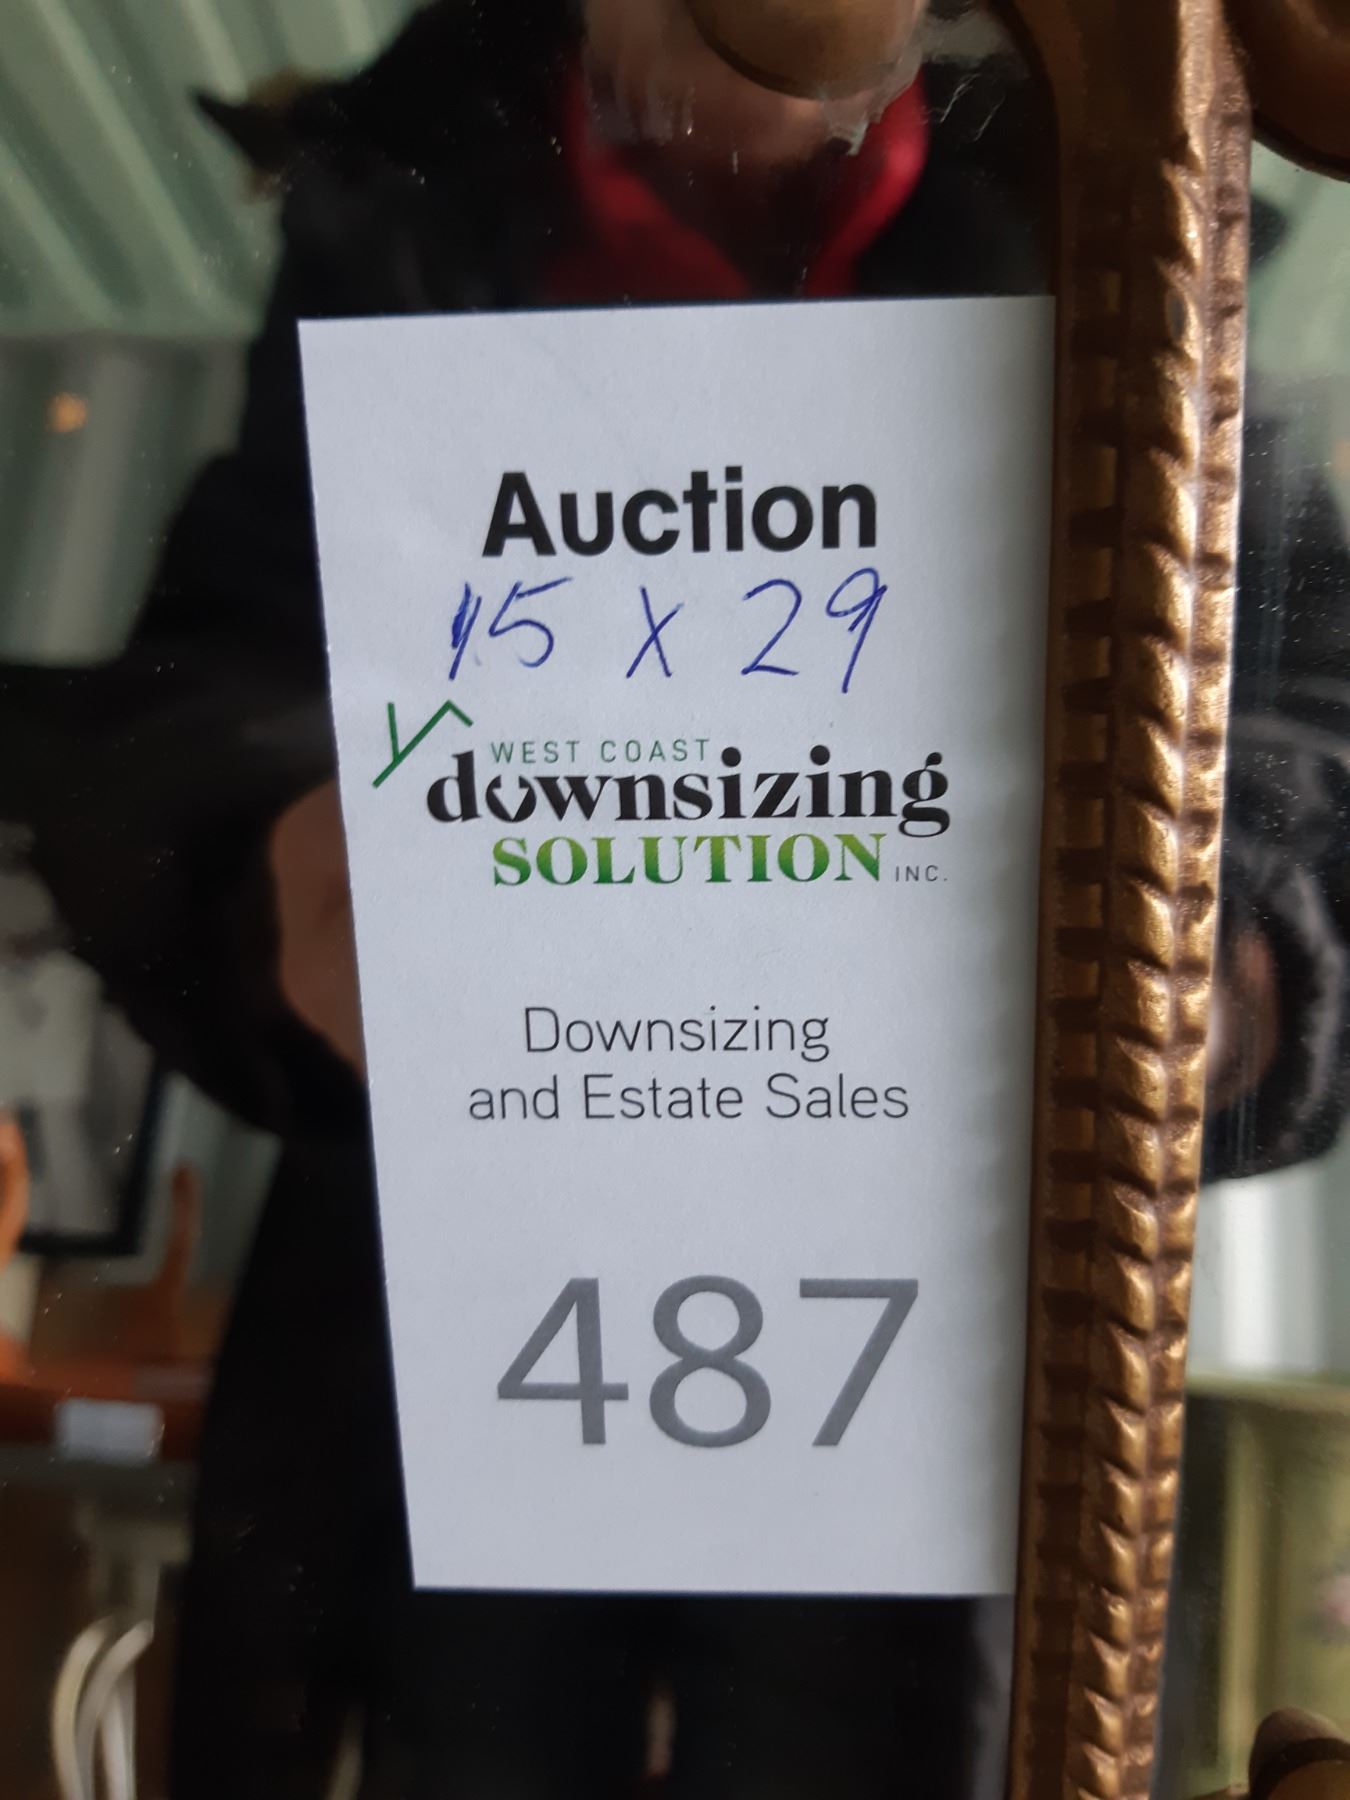 Auction
15 x 29
WEST COAST
downsizing
SOLUTION INC.
Downsizing
and Estate Sales
487